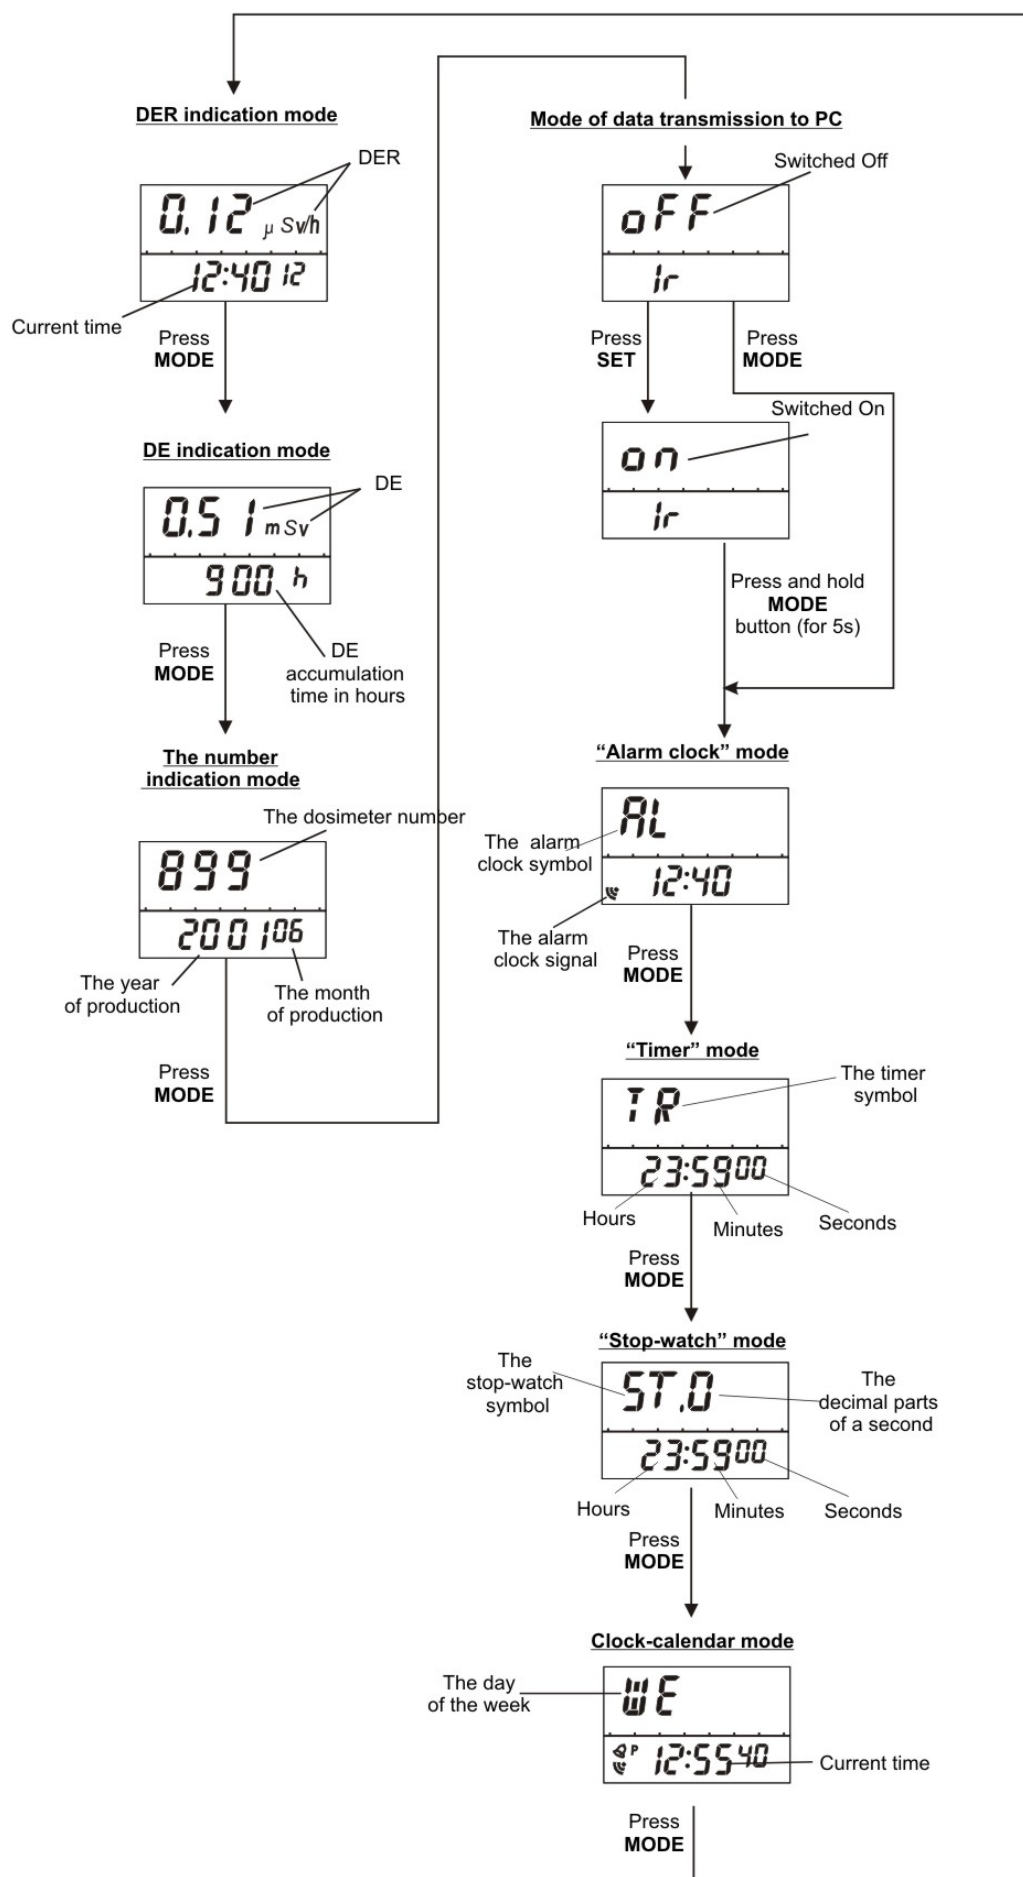 DER indication mode
DER
0.12 µ Sv/h
12:40 12
Current time
Press
MODE
DE indication mode
DE
0.51 mSv
900 h
Press
MODE
DE
accumulation
time in hours
The number
indication mode
The dosimeter number
899
2001 06
The year
of production
The month
of production
Press
MODE
Mode of data transmission to PC
Switched Off
oFF
Ir
Press
SET
Press
MODE
Switched On
on
Ir
Press and hold
MODE
button (for 5s)
“Alarm clock” mode
AL
The alarm
clock symbol
12:40
The alarm
clock signal
Press
MODE
“Timer” mode
The timer
symbol
TR
23:59 00
Hours
Minutes
Seconds
Press
MODE
“Stop-watch” mode
The
stop-watch
symbol
ST.0
The
decimal parts
of a second
23:59 00
Hours
Minutes
Seconds
Press
MODE
Clock-calendar mode
The day
of the week
WE
P 12:55 40
Current time
Press
MODE